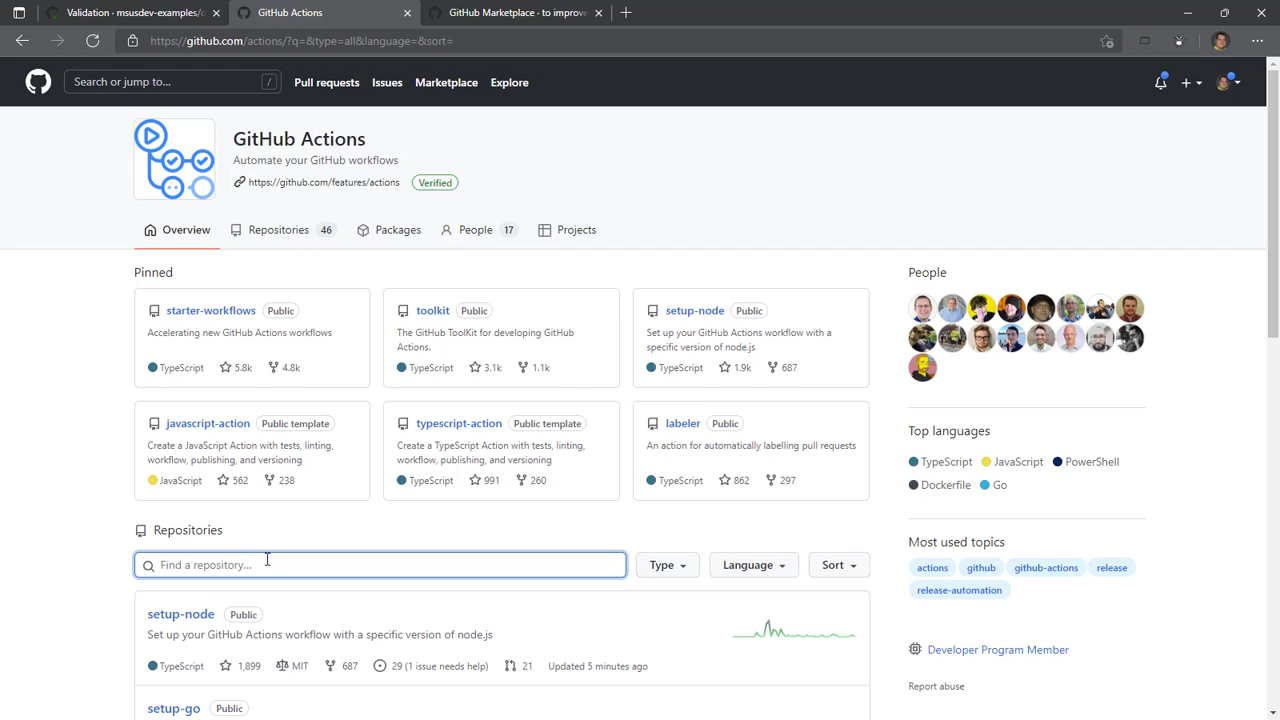 Validation · msusdev-examples/
GitHub Actions
GitHub Marketplace · to improve
https://github.com/actions/?q=&type=all&language=&sort=
Search or jump to... /
Pull requests Issues Marketplace Explore
GitHub Actions
Automate your GitHub workflows
https://github.com/features/actions Verified
Overview Repositories 46 Packages People 17 Projects
Pinned
starter-workflows Public
Accelerating new GitHub Actions workflows
TypeScript 5.8k 4.8k
toolkit Public
The GitHub ToolKit for developing GitHub
Actions.
TypeScript 3.1k 1.1k
setup-node Public
Set up your GitHub Actions workflow with a
specific version of node.js
TypeScript 1.9k 687
javascript-action Public template
Create a JavaScript Action with tests, linting,
workflow, publishing, and versioning
JavaScript 562 238
typescript-action Public template
Create a TypeScript Action with tests, linting,
workflow, publishing, and versioning
TypeScript 991 260
labeler Public
An action for automatically labelling pull requests
TypeScript 862 297
Repositories
Find a repository...
Type Language Sort
setup-node Public
Set up your GitHub Actions workflow with a specific version of node.js
TypeScript 1,899 MIT 687 29 (1 issue needs help) 21 Updated 5 minutes ago
setup-go Public
People
Top languages
TypeScript JavaScript PowerShell
Dockerfile Go
Most used topics
actions github github-actions release
release-automation
Developer Program Member
Report abuse